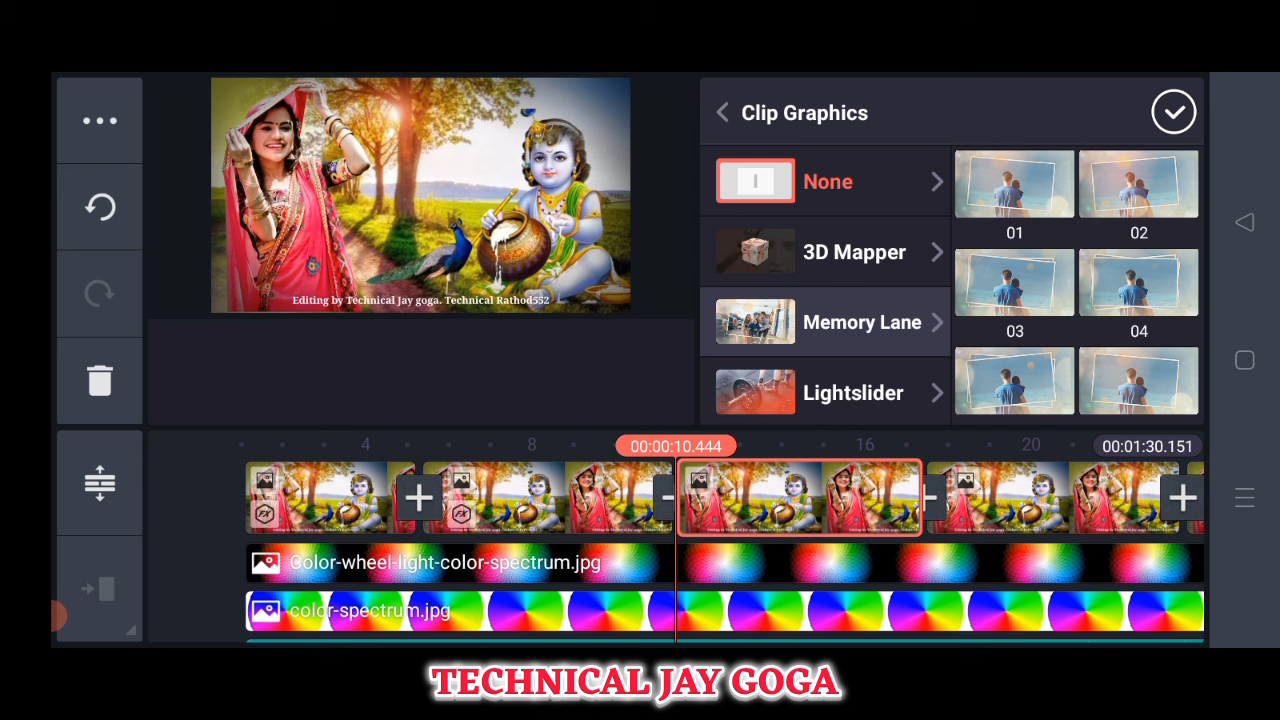 Clip Graphics
None
3D Mapper
Memory Lane
Lightslider
01
02
03
04
Editing by Technical Jay goga. Technical Rathod552
4
8
00:00:10.444
16
20
00:01:30.151
Color-wheel-light-color-spectrum.jpg
color-spectrum.jpg
TECHNICAL JAY GOGA